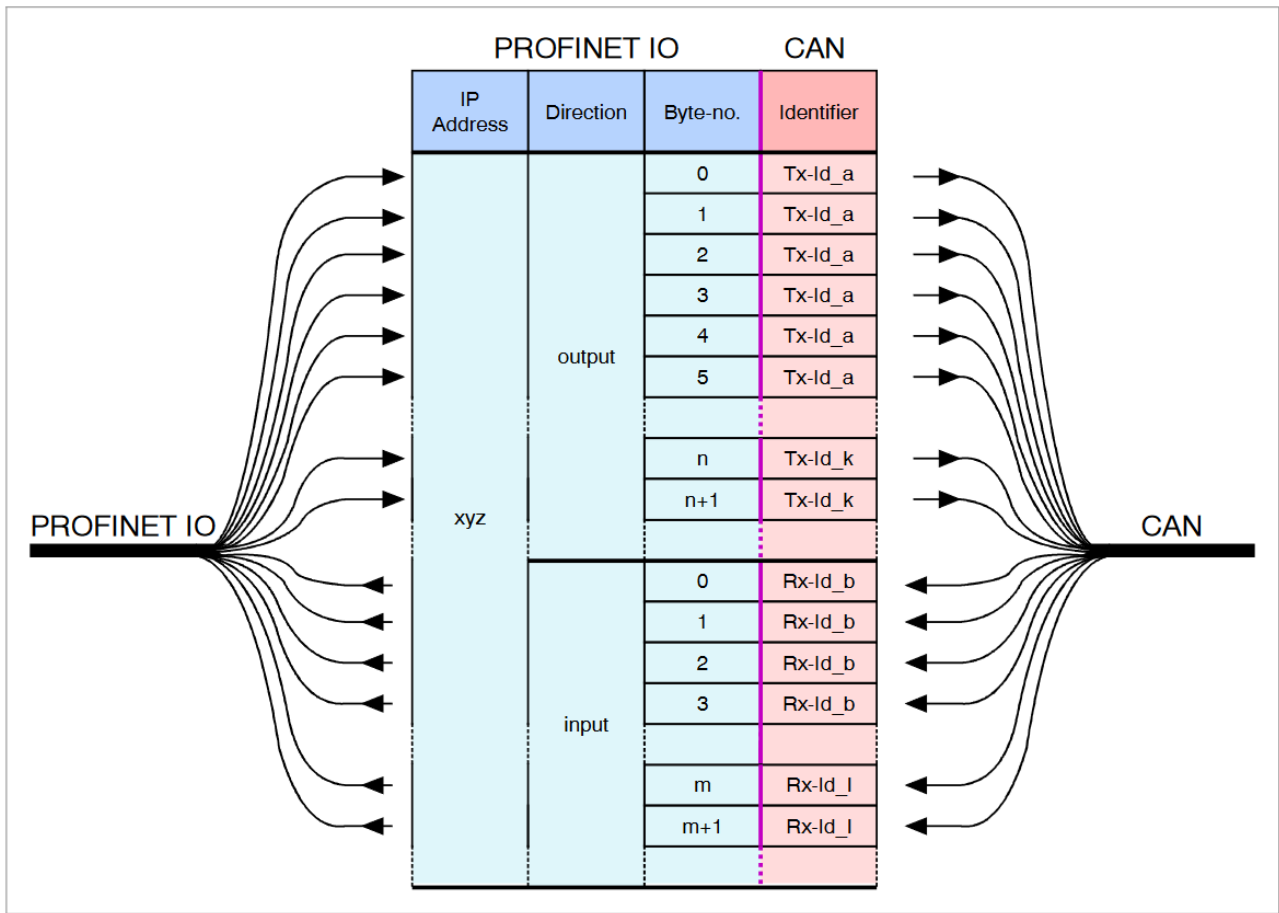 PROFINET IO CAN
IP
Address Direction Byte-no. Identifier
0 Tx-Id_a
1 Tx-Id_a
2 Tx-Id_a
3 Tx-Id_a
4 Tx-Id_a
output
5 Tx-Id_a
n Tx-Id_k
n+1 Tx-Id_k
xyz
PROFINET IO CAN
0 Rx-Id_b
1 Rx-Id_b
2 Rx-Id_b
3 Rx-Id_b
input
m Rx-Id_l
m+1 Rx-Id_l